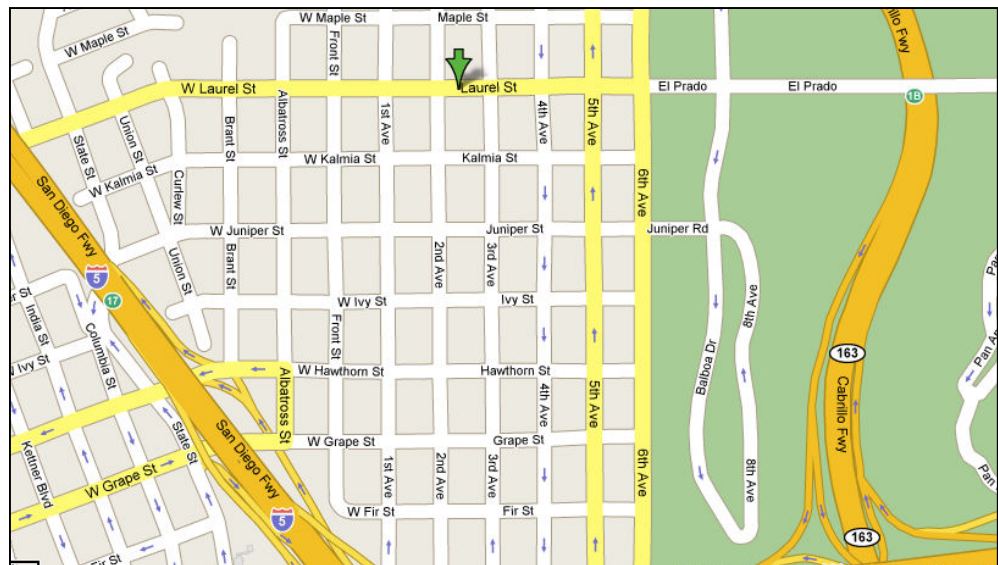 W Maple St
Maple St
W Maple St
Front St
Cabrillo Fwy
W Laurel St
Laurel St
El Prado
El Prado
1B
Albatross St
1st Ave
4th Ave
5th Ave
Union St
State St
Brant St
W Kalmia St
Kalmia St
W Kalmia St
Curlew St
6th Ave
San Diego Fwy
W Juniper St
Juniper St
Juniper Rd
Union St
Brant St
2nd Ave
3rd Ave
5
17
W Ivy St
Ivy St
8th Ave
India St
Front St
Columbia St
Ivy St
Balboa Dr
163
W Hawthorn St
Hawthorn St
Albatross St
4th Ave
5th Ave
Cabrillo Fwy
State St
San Diego Fwy
W Grape St
Grape St
Kettner Blvd
W Grape St
1st Ave
2nd Ave
3rd Ave
6th Ave
8th Ave
W Fir St
Fir St
5
163
Fir St